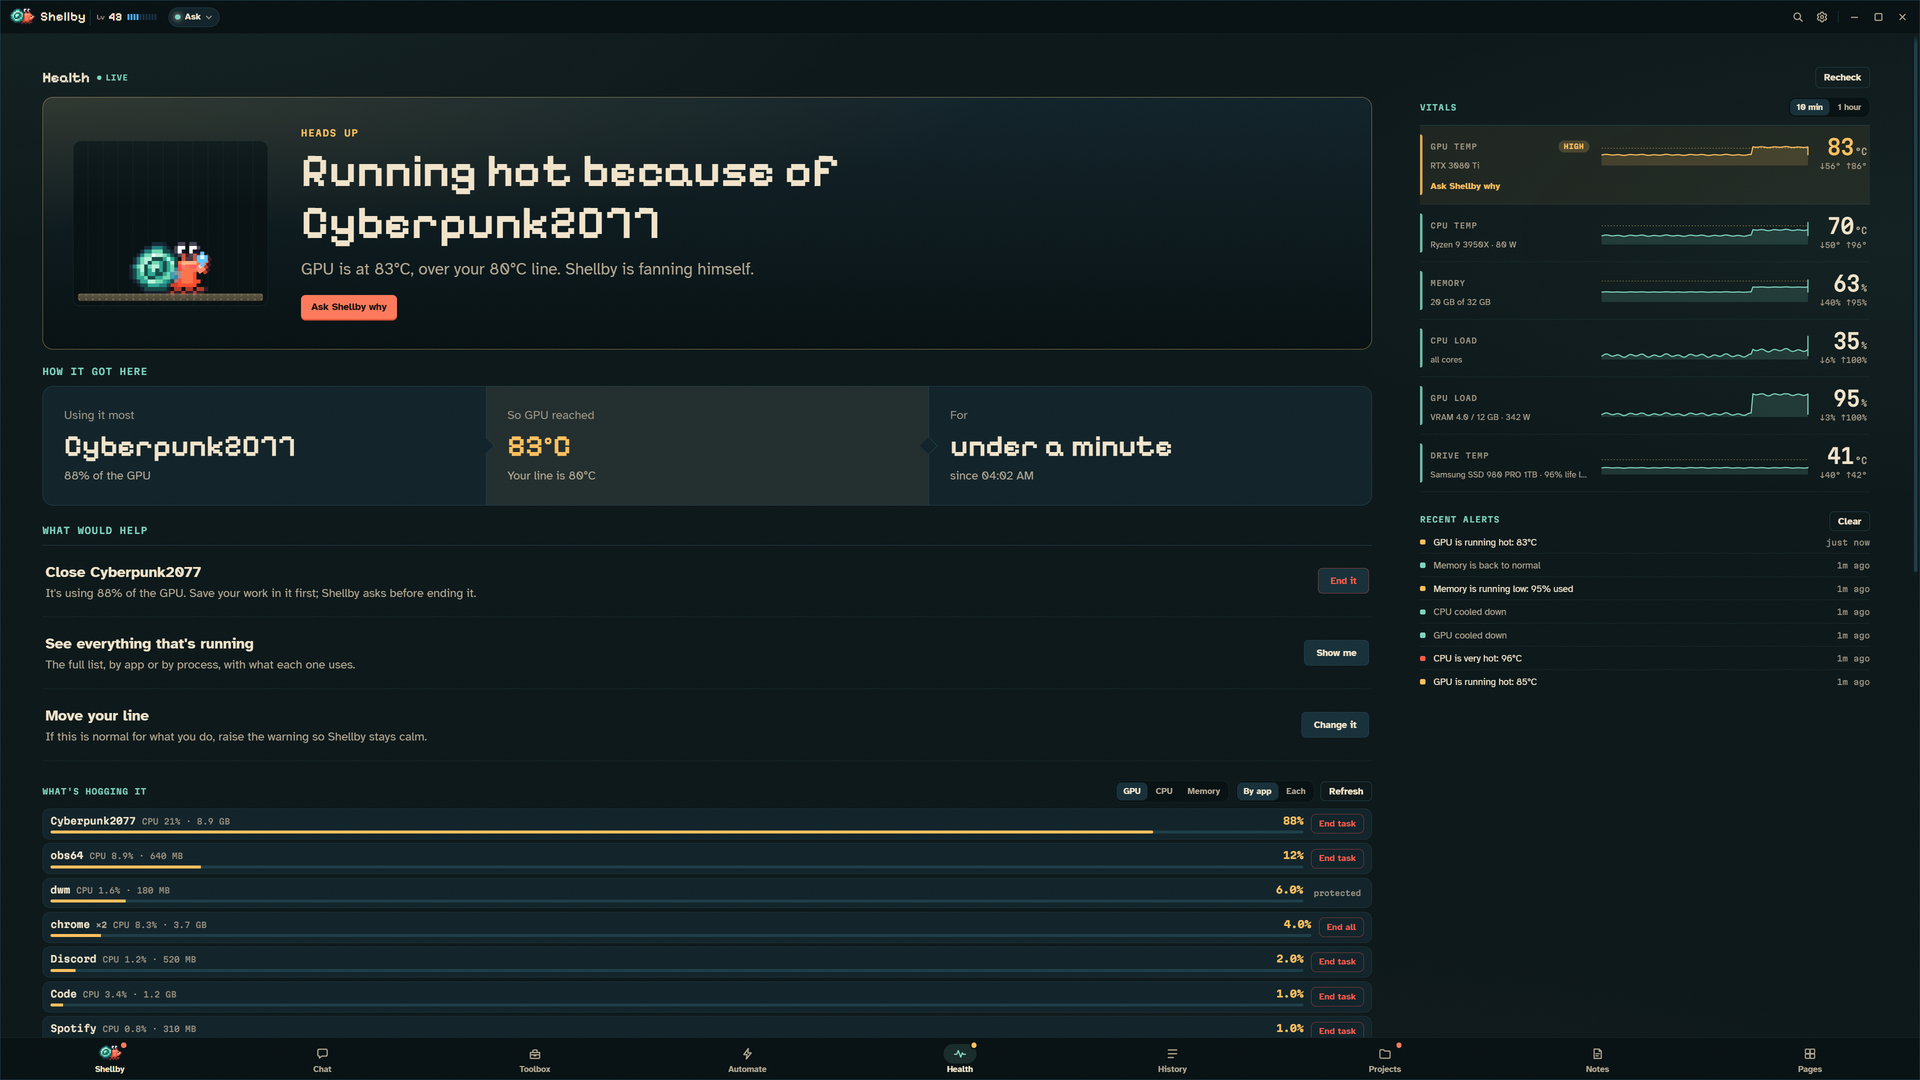 Shellby Lv 49 Ask
Health LIVE
Recheck
HEADS UP
Running hot because of
Cyberpunk2077
GPU is at 83°C, over your 80°C line. Shellby is fanning himself.
Ask Shellby why
HOW IT GOT HERE
Using it most
Cyberpunk2077
88% of the GPU
So GPU reached
83°C
Your line is 80°C
For
under a minute
since 04:02 AM
WHAT WOULD HELP
Close Cyberpunk2077
It's using 88% of the GPU. Save your work in it first; Shellby asks before ending it.
End it
See everything that's running
The full list, by app or by process, with what each one uses.
Show me
Move your line
If this is normal for what you do, raise the warning so Shellby stays calm.
Change it
WHAT'S HOGGING IT
GPU CPU Memory By app Each Refresh
Cyberpunk2077 CPU 21% · 8.9 GB 88% End task
obs64 CPU 8.9% · 640 MB 12% End task
dwm CPU 1.6% · 180 MB 6.0% protected
chrome ×2 CPU 8.3% · 3.7 GB 4.0% End all
Discord CPU 1.2% · 520 MB 2.0% End task
Code CPU 3.4% · 1.2 GB 1.0% End task
Spotify CPU 0.8% · 310 MB 1.0% End task
VITALS 10 min 1 hour
GPU TEMP HIGH 83°C
RTX 3080 Ti ↓56° ↑86°
Ask Shellby why
CPU TEMP 70°C
Ryzen 9 3950X · 80 W ↓50° ↑96°
MEMORY 63%
20 GB of 32 GB ↓40% ↑95%
CPU LOAD 35%
all cores ↓6% ↑100%
GPU LOAD 95%
VRAM 4.0 / 12 GB · 342 W ↓3% ↑100%
DRIVE TEMP 41°C
Samsung SSD 980 PRO 1TB · 96% life l… ↓40° ↑42°
RECENT ALERTS Clear
GPU is running hot: 83°C just now
Memory is back to normal 1m ago
Memory is running low: 95% used 1m ago
CPU cooled down 1m ago
GPU cooled down 1m ago
CPU is very hot: 96°C 1m ago
GPU is running hot: 85°C 1m ago
Shellby Chat Toolbox Automate Health History Projects Notes Pages